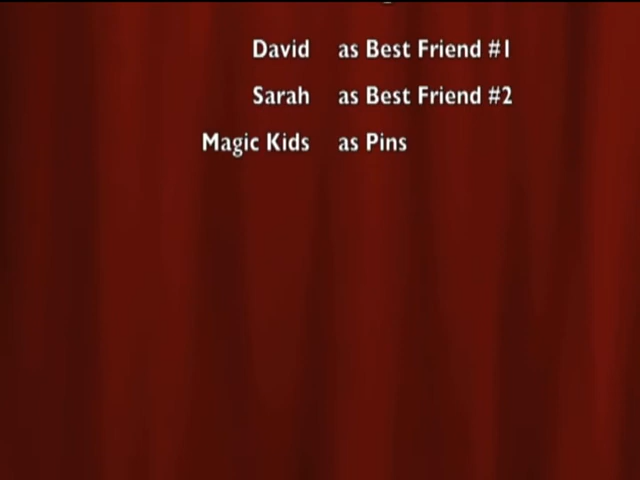 David as Best Friend #1
Sarah as Best Friend #2
Magic Kids as Pins